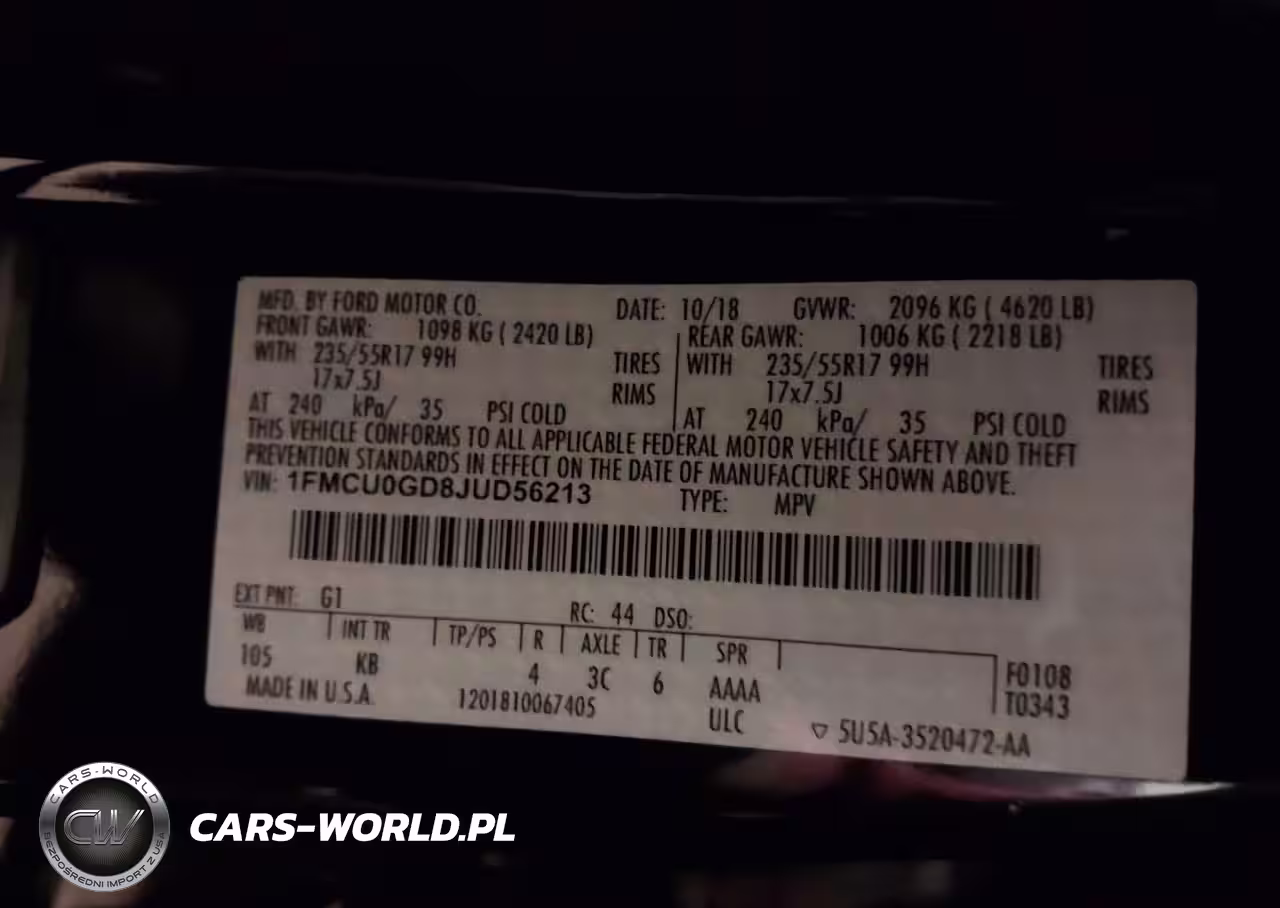 MFD. BY FORD MOTOR CO. DATE: 10/18 GVWR: 2096 KG ( 4620 LB)
FRONT GAWR: 1098 KG ( 2420 LB) REAR GAWR: 1006 KG ( 2218 LB)
WITH 235/55R17 99H TIRES WITH 235/55R17 99H TIRES
17x7.5J RIMS 17x7.5J RIMS
AT 240 kPa/ 35 PSI COLD AT 240 kPa/ 35 PSI COLD
THIS VEHICLE CONFORMS TO ALL APPLICABLE FEDERAL MOTOR VEHICLE SAFETY AND THEFT
PREVENTION STANDARDS IN EFFECT ON THE DATE OF MANUFACTURE SHOWN ABOVE.
VIN: 1FMCU0GD8JUD56213 TYPE: MPV
EXT PNT: G1 RC: 44 DSO:
WB INT TR TP/PS R AXLE TR SPR
105 KB 4 3C 6 AAAA F0108
T0343
MADE IN U.S.A. 1201810067405 ULC 5U5A-3520472-AA
CARS-WORLD
CW
BEZPOŚREDNI IMPORT Z USA
CARS-WORLD.PL